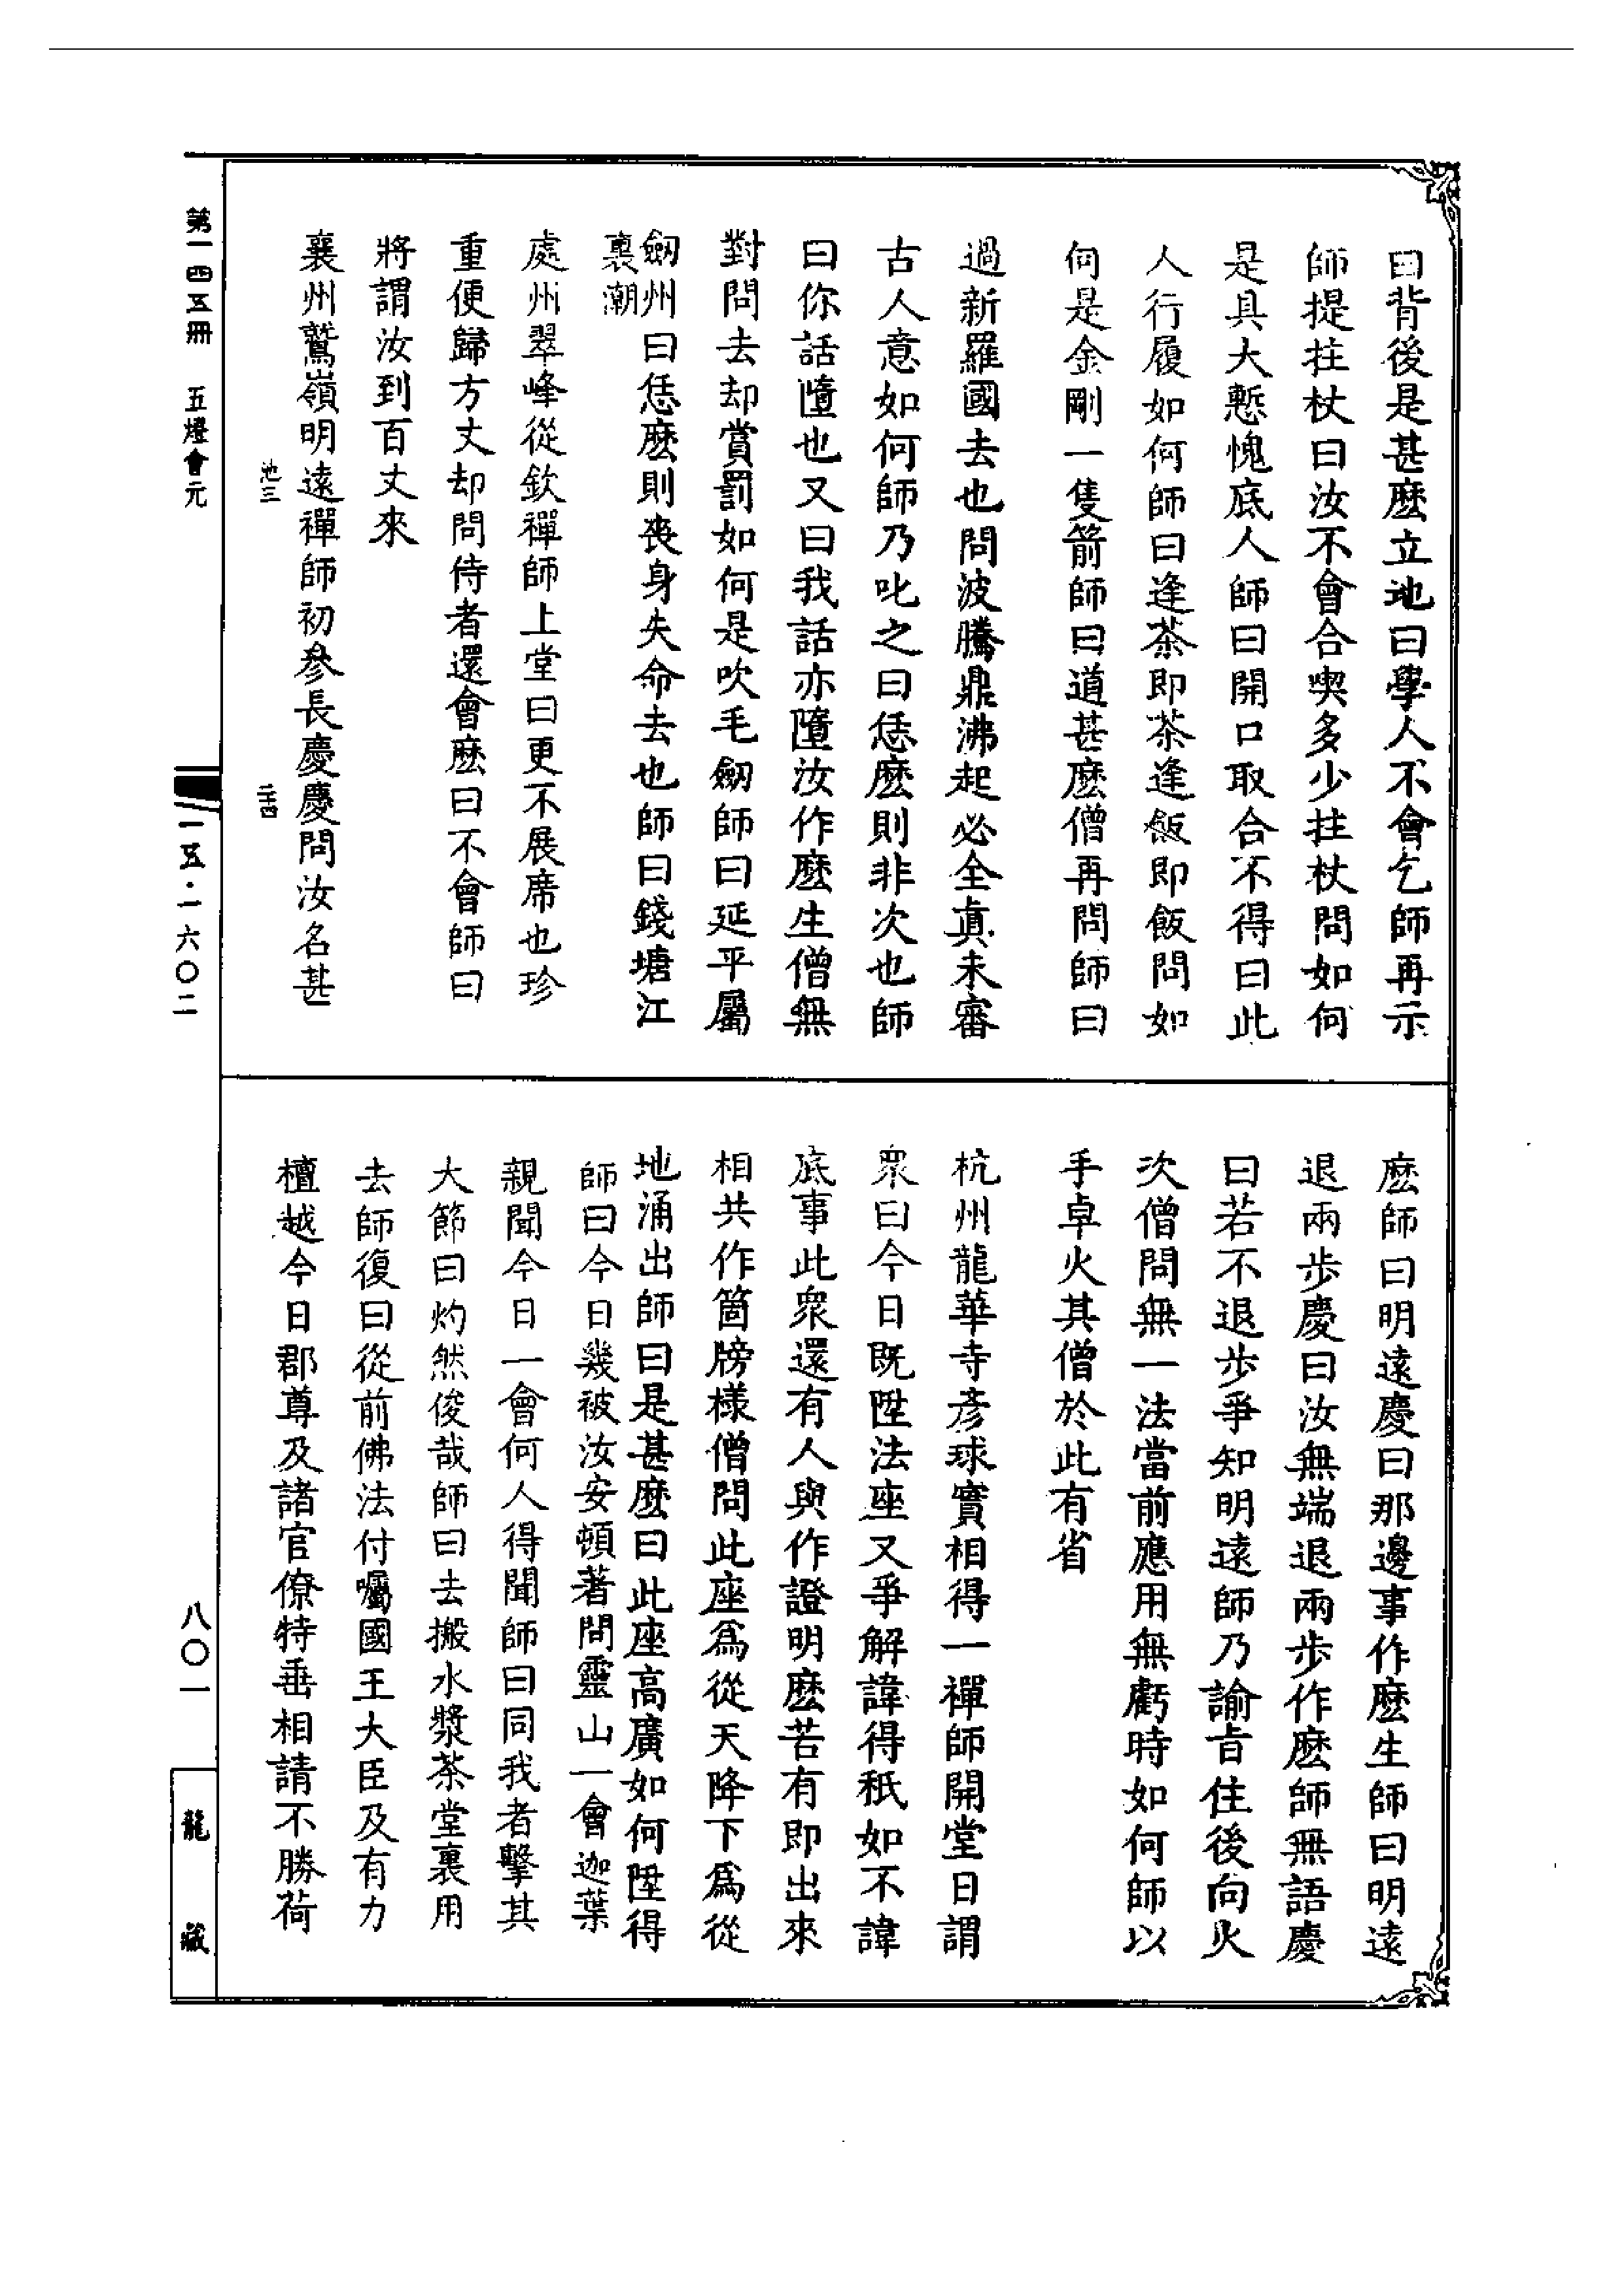 曰背後是甚麽立地曰學人不會乞師再示
師提拄杖曰汝不會合喫多少拄杖問如何
是具大慙愧底人師曰開口取合不得曰此
人行履如何師曰逢茶即茶逢飯即飯問如
何是金剛一隻箭師曰道甚麽僧再問師曰
過新羅國去也問波騰鼎沸起必全眞未審
古人意如何師乃叱之曰恁麽則非次也師
曰你話墮也又曰我話亦墮汝作麽生僧無
對問去却賞罰如何是吹毛劒師曰延平屬
劒州曰恁麽則喪身失命去也師曰錢塘江
裏潮
處州翠峰從欽禪師上堂曰更不展席也珍
重便歸方丈却問侍者還會麽曰不會師曰
將謂汝到百丈來
襄州鷲嶺明遠禪師初參長慶慶問汝名甚
池三
二十四
麽師曰明遠慶曰那邊事作麽生師曰明遠
退兩步慶曰汝無端退兩步作麽師無語慶
曰若不退步爭知明遠師乃諭旨住後向火
次僧問無一法當前應用無虧時如何師以
手卓火其僧於此有省
杭州龍華寺彥球實相得一禪師開堂日謂
眾曰今日既陞法座又爭解諱得秖如不諱
底事此眾還有人與作證明麽若有即出來
相共作箇牓樣僧問此座爲從天降下爲從
地涌出師曰是甚麽曰此座高廣如何陞得
師曰今日幾被汝安頓著問靈山一會迦葉
親聞今日一會何人得聞師曰同我者擊其
大節曰灼然俊哉師曰去搬水漿茶堂裏用
去師復曰從前佛法付囑國王大臣及有力
檀越今日郡尊及諸官僚特垂相請不勝荷
第一四五冊 五燈會元
一五·一六〇二
八〇一
龍藏